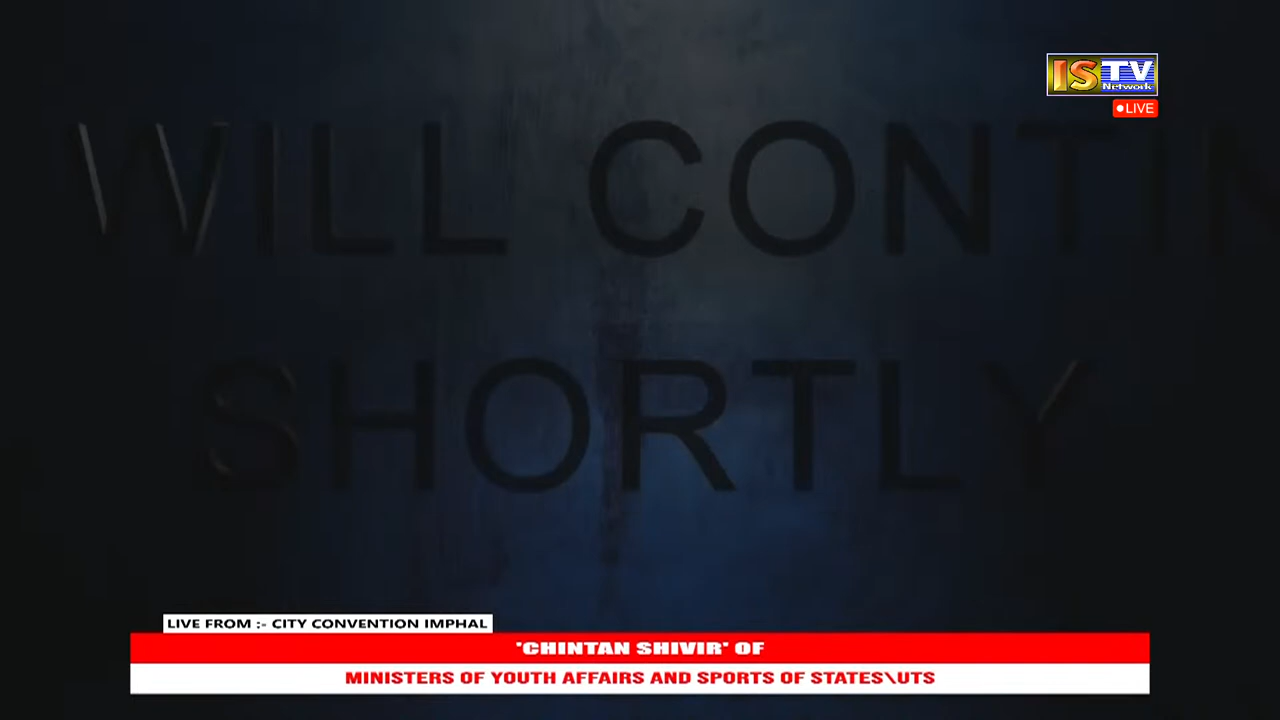 ISTV
Network
LIVE
WILL CONTIN
SHORTLY
LIVE FROM :- CITY CONVENTION IMPHAL
'CHINTAN SHIVIR' OF
MINISTERS OF YOUTH AFFAIRS AND SPORTS OF STATES\UTS